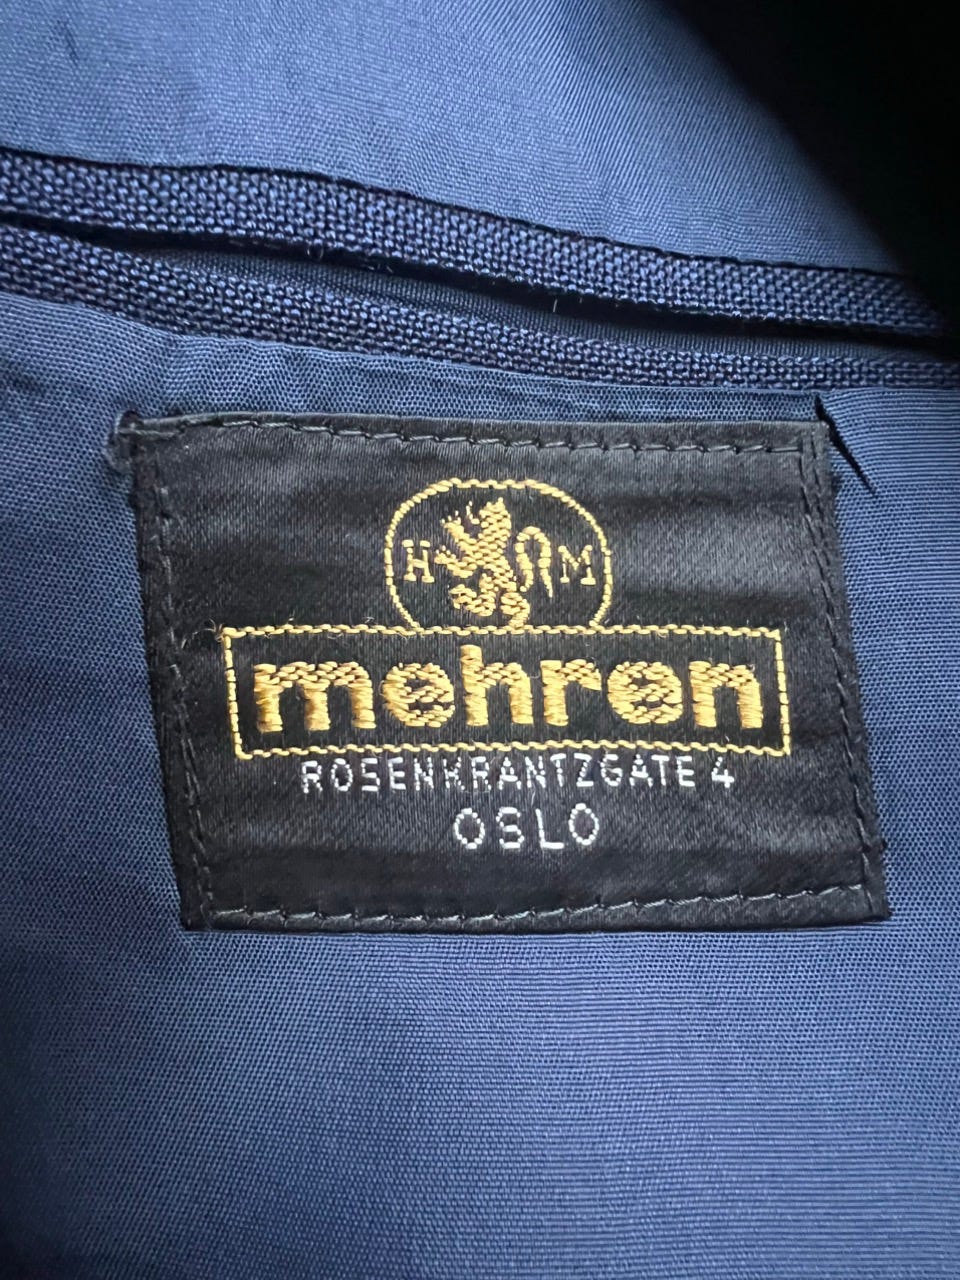 H M
mehren
ROSENKRANTZGATE 4
OSLO